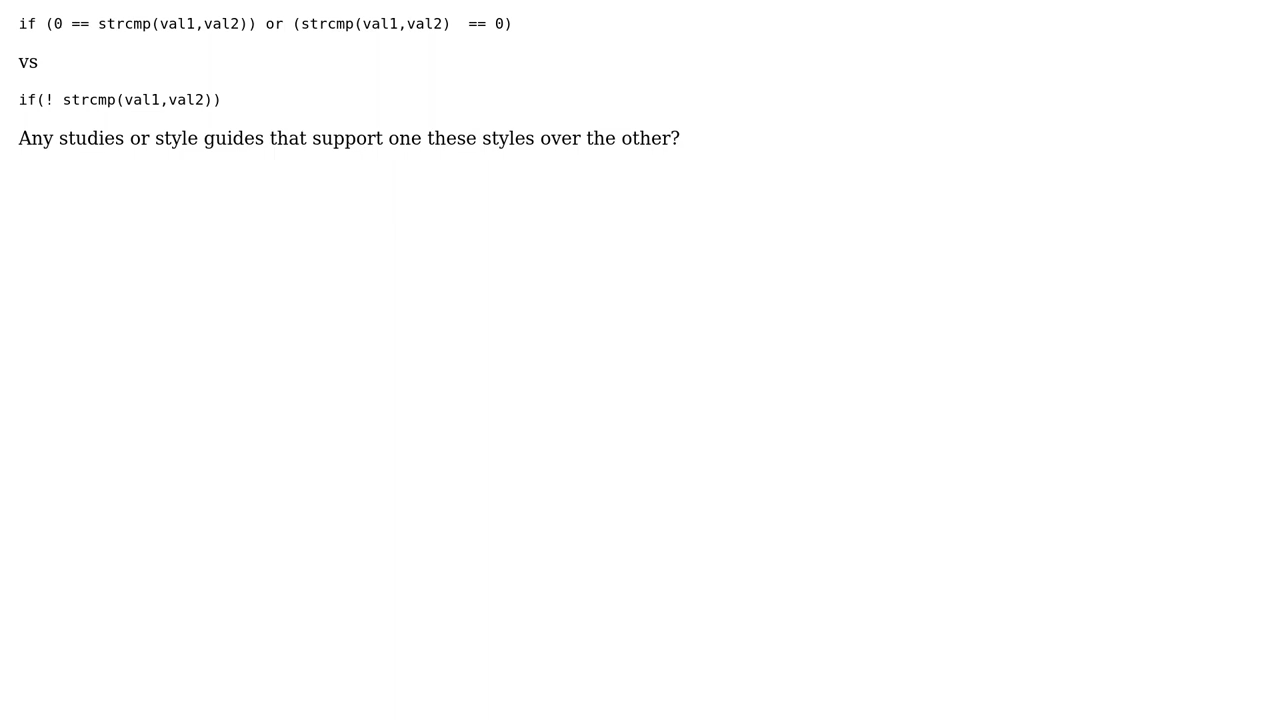 if (0 == strcmp(val1,val2)) or (strcmp(val1,val2)  == 0)
vs
if(! strcmp(val1,val2))
Any studies or style guides that support one these styles over the other?